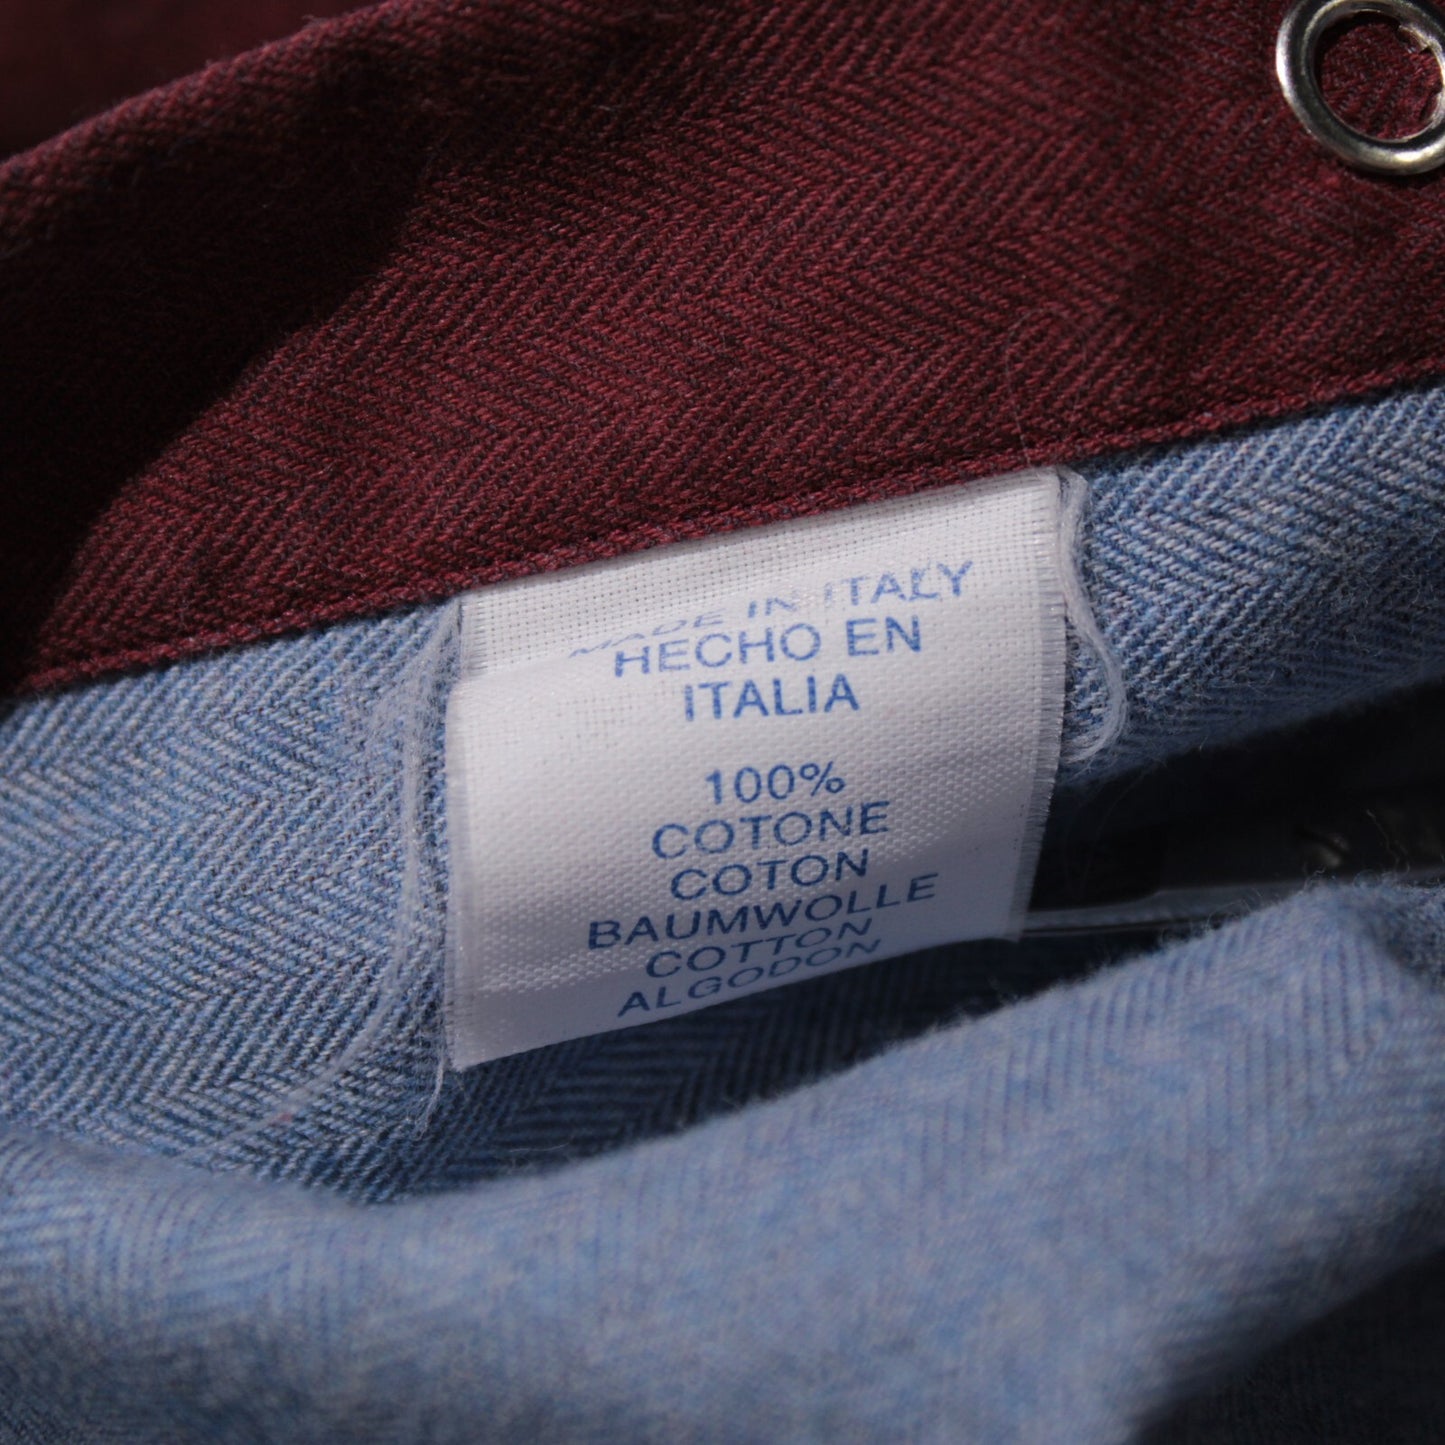 MADE IN ITALY
HECHO EN
ITALIA
100%
COTONE
COTON
BAUMWOLLE
COTTON
ALGODON